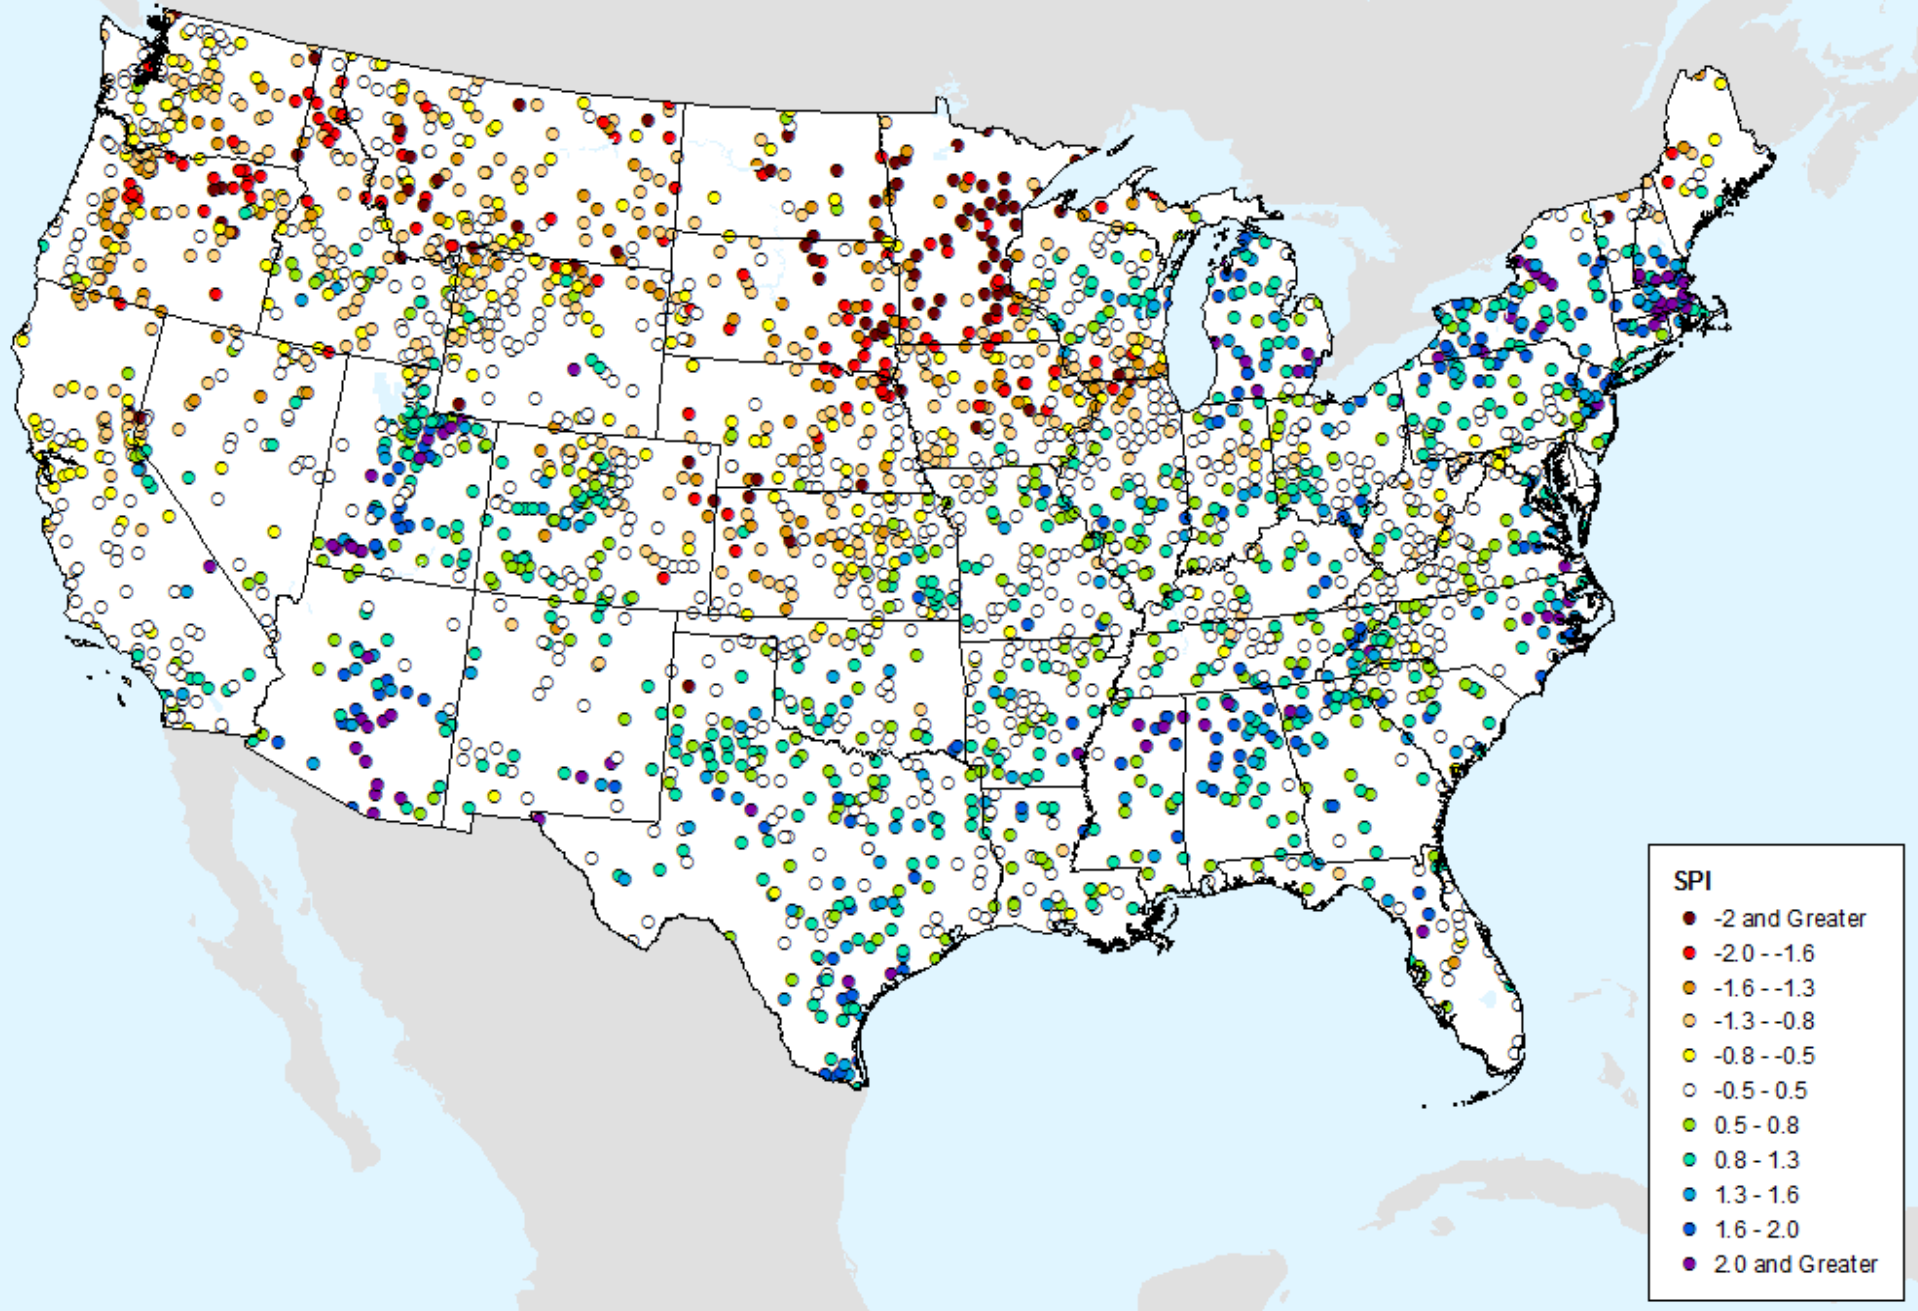 SPI
-2 and Greater
-2.0 - -1.6
-1.6 - -1.3
-1.3 - -0.8
-0.8 - -0.5
-0.5 - 0.5
0.5 - 0.8
0.8 - 1.3
1.3 - 1.6
1.6 - 2.0
2.0 and Greater